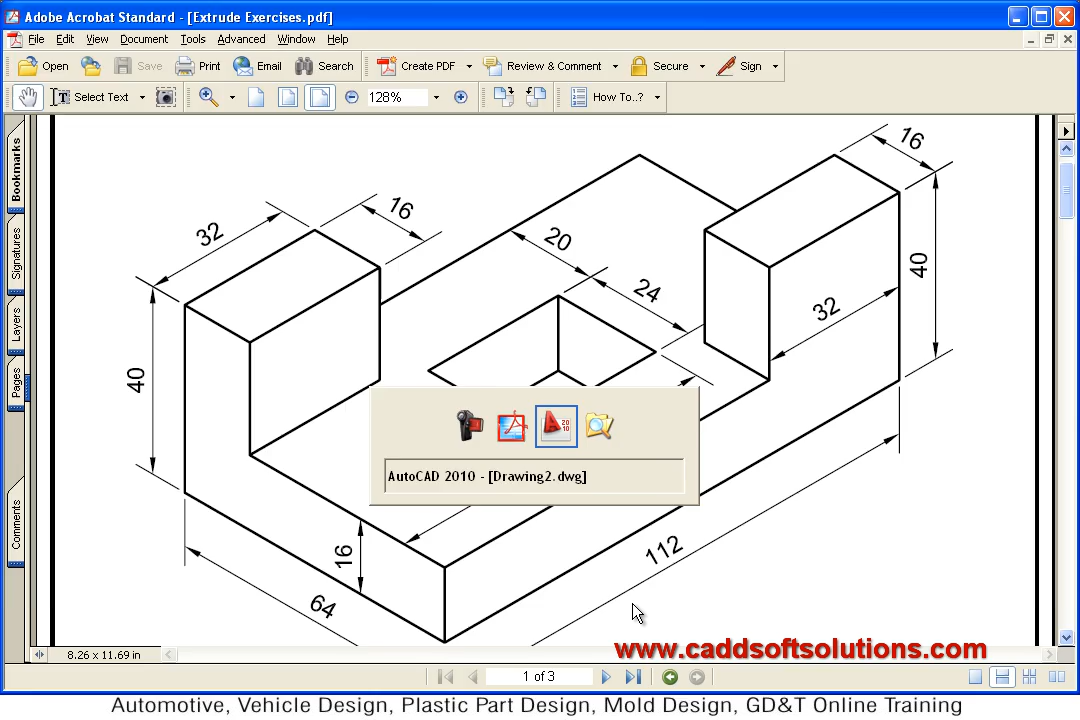 Adobe Acrobat Standard - [Extrude Exercises.pdf]
File Edit View Document Tools Advanced Window Help
Open Save Print Email Search Create PDF Review & Comment Secure Sign
Select Text 128% How To..?
Bookmarks
Signatures
Layers
Pages
Comments
16
32
16
20
24
40
32
40
AutoCAD 2010 - [Drawing2.dwg]
16
112
64
www.caddsoftsolutions.com
8.26 x 11.69 in
1 of 3
Automotive, Vehicle Design, Plastic Part Design, Mold Design, GD&T Online Training